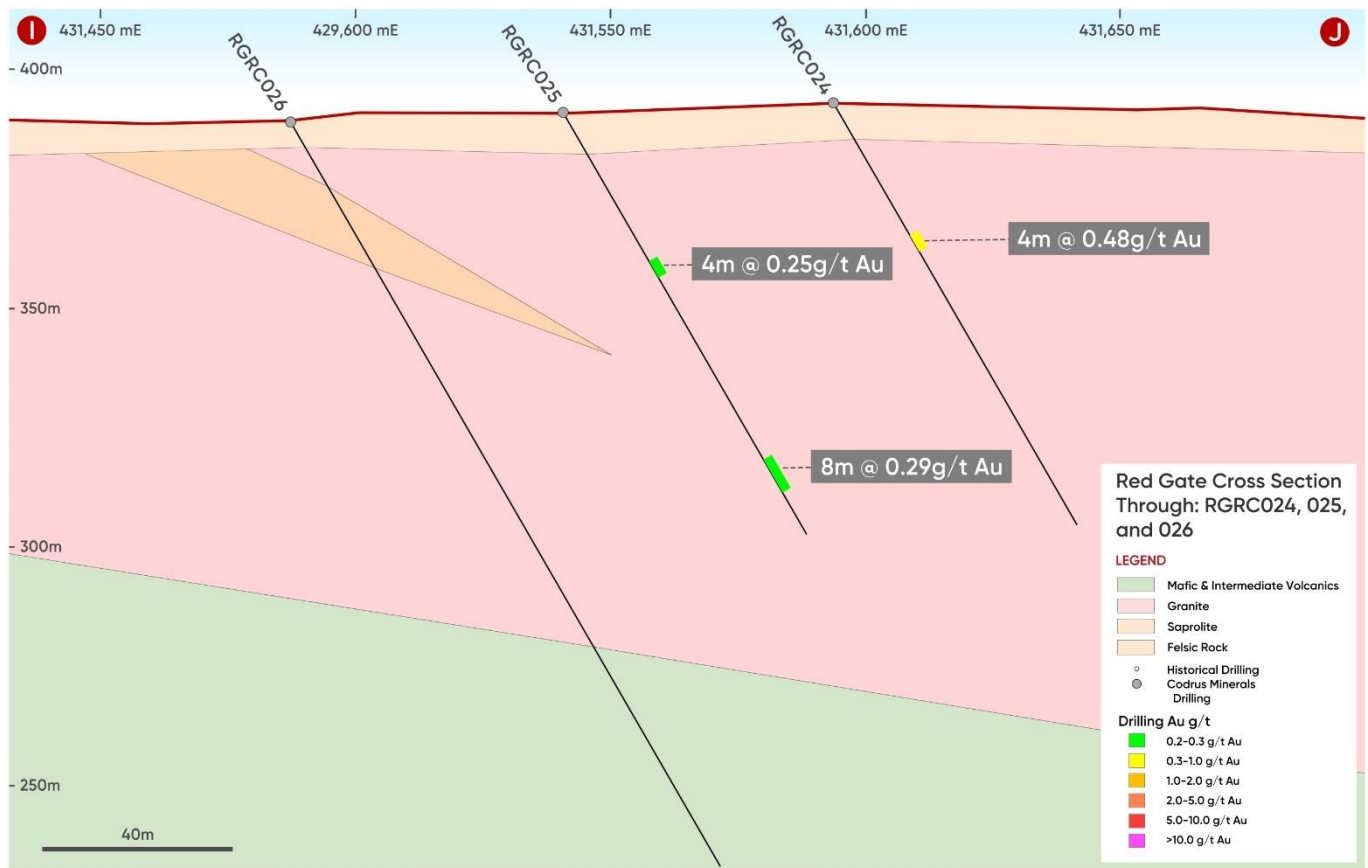 I
431,450 mE
429,600 mE
431,550 mE
431,600 mE
431,650 mE
J
RGRC026
RGRC025
RGRC024
400m
350m
300m
250m
4m @ 0.25g/t Au
4m @ 0.48g/t Au
8m @ 0.29g/t Au
40m
Red Gate Cross Section
Through: RGRC024, 025,
and 026
LEGEND
Mafic & Intermediate Volcanics
Granite
Saprolite
Felsic Rock
Historical Drilling
Codrus Minerals
Drilling
Drilling Au g/t
0.2-0.3 g/t Au
0.3-1.0 g/t Au
1.0-2.0 g/t Au
2.0-5.0 g/t Au
5.0-10.0 g/t Au
>10.0 g/t Au